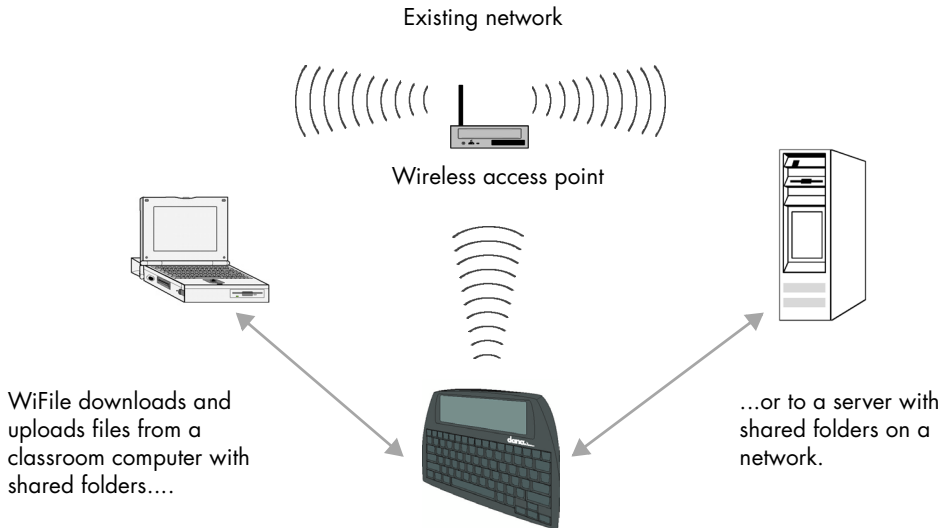 Existing network
Wireless access point
WiFile downloads and
uploads files from a
classroom computer with
shared folders....
...or to a server with
shared folders on a
network.
dana